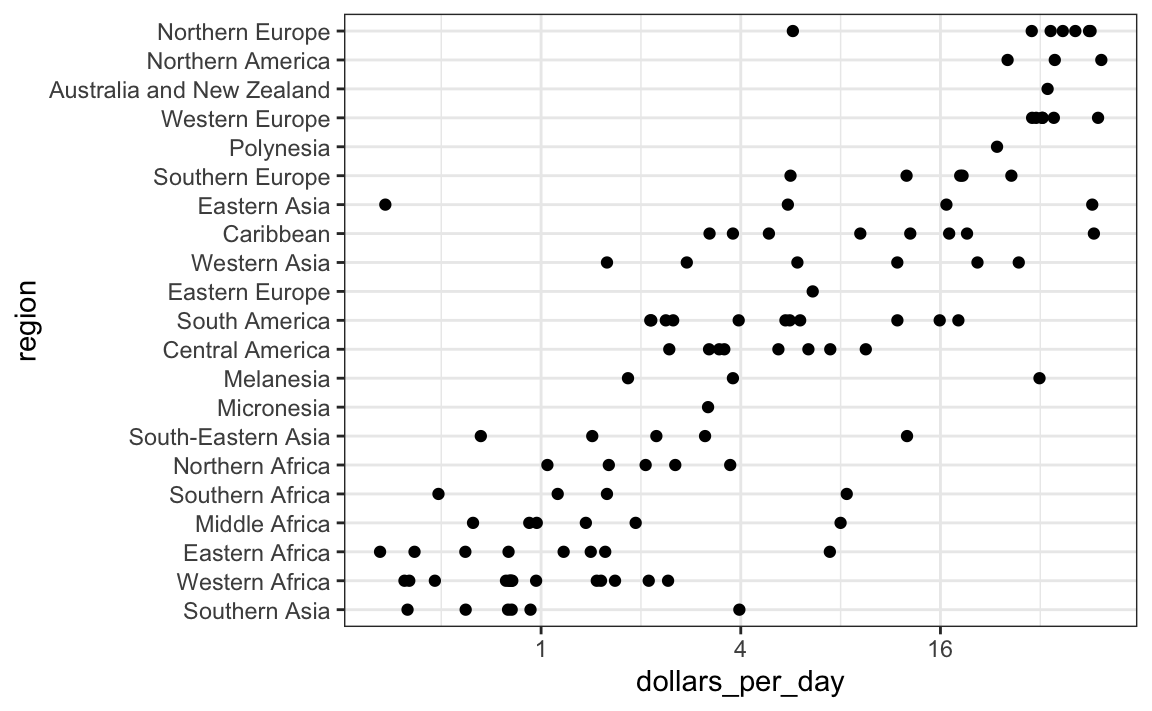 Northern Europe
Northern America
Australia and New Zealand
Western Europe
Polynesia
Southern Europe
Eastern Asia
Caribbean
Western Asia
Eastern Europe
South America
Central America
Melanesia
Micronesia
South-Eastern Asia
Northern Africa
Southern Africa
Middle Africa
Eastern Africa
Western Africa
Southern Asia
region
1 4 16
dollars_per_day